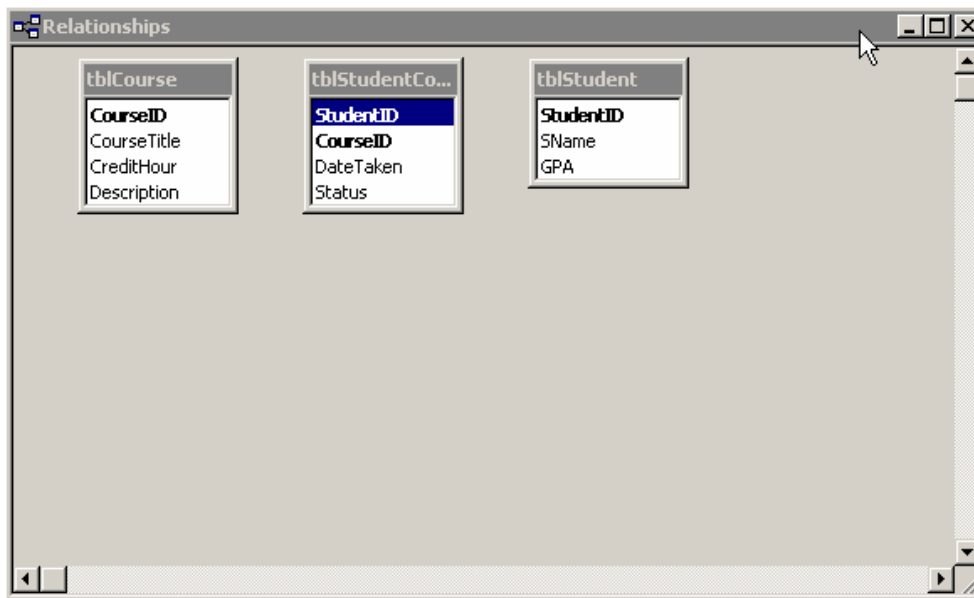 Relationships
tblCourse
CourseID
CourseTitle
CreditHour
Description
tblStudentCo...
StudentID
CourseID
DateTaken
Status
tblStudent
StudentID
SName
GPA